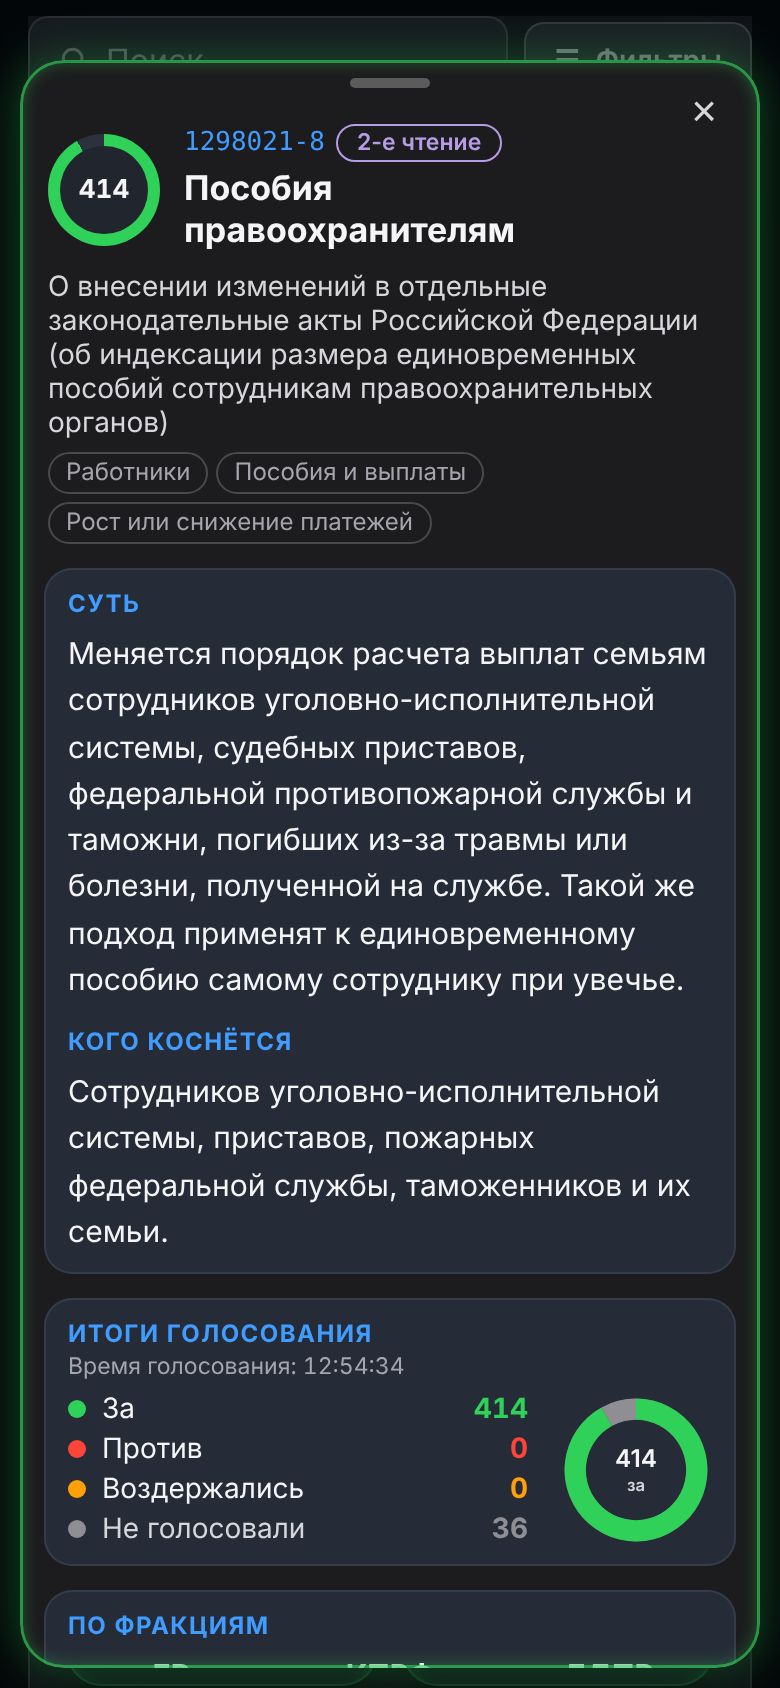 Поиск
Фильтры
414
1298021-8
2-е чтение
Пособия
правоохранителям
О внесении изменений в отдельные
законодательные акты Российской Федерации
(об индексации размера единовременных
пособий сотрудникам правоохранительных
органов)
Работники
Пособия и выплаты
Рост или снижение платежей
СУТЬ
Меняется порядок расчета выплат семьям
сотрудников уголовно-исполнительной
системы, судебных приставов,
федеральной противопожарной службы и
таможни, погибших из-за травмы или
болезни, полученной на службе. Такой же
подход применят к единовременному
пособию самому сотруднику при увечье.
КОГО КОСНЁТСЯ
Сотрудников уголовно-исполнительной
системы, приставов, пожарных
федеральной службы, таможенников и их
семьи.
ИТОГИ ГОЛОСОВАНИЯ
Время голосования: 12:54:34
За 414
Против 0
Воздержались 0
Не голосовали 36
414
за
ПО ФРАКЦИЯМ